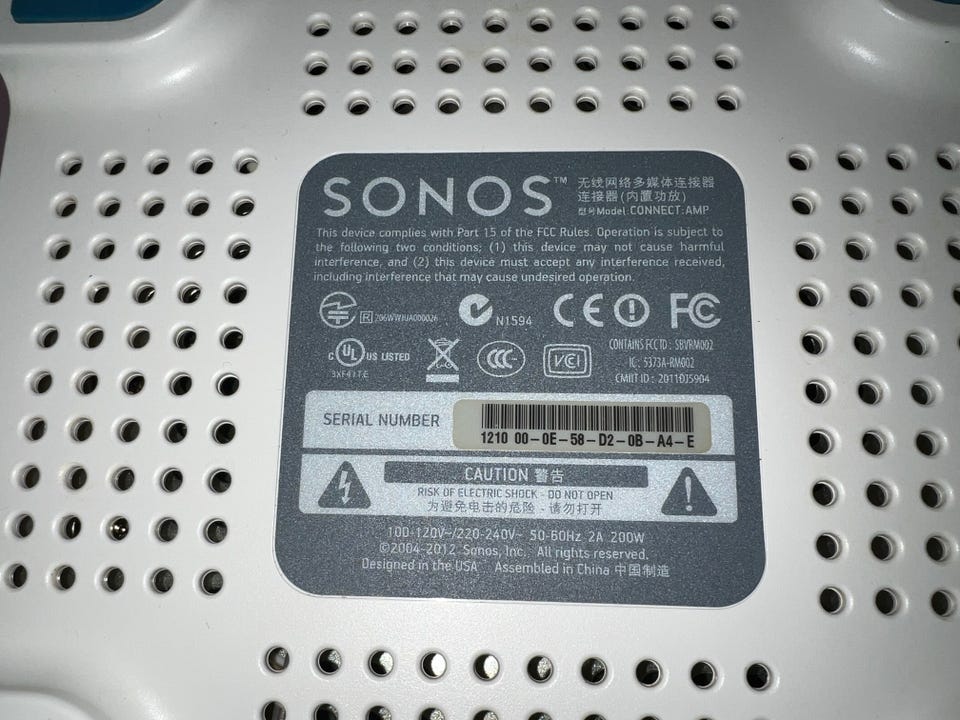 SONOS™ 无线网络多媒体连接器
连接器(内置功放)
型号Model:CONNECT:AMP
This device complies with Part 15 of the FCC Rules. Operation is subject to
the following two conditions; (1) this device may not cause harmful
interference, and (2) this device must accept any interference received,
including interference that may cause undesired operation.
R 206WWJUA000026 N1594 CE FC
CONTAINS FCC ID : SBVRM002
C UL US LISTED CCC VCI
IC : 5373A-RM002
3XF4 I.T.E
CMIIT ID : 2011DJ5904
SERIAL NUMBER
1210 00-0E-58-D2-0B-A4-E
CAUTION 警告
RISK OF ELECTRIC SHOCK - DO NOT OPEN
为避免电击的危险 - 请勿打开
100-120V~/220-240V~ 50-60Hz 2A 200W
©2004-2012 Sonos, Inc. All rights reserved.
Designed in the USA Assembled in China 中国制造